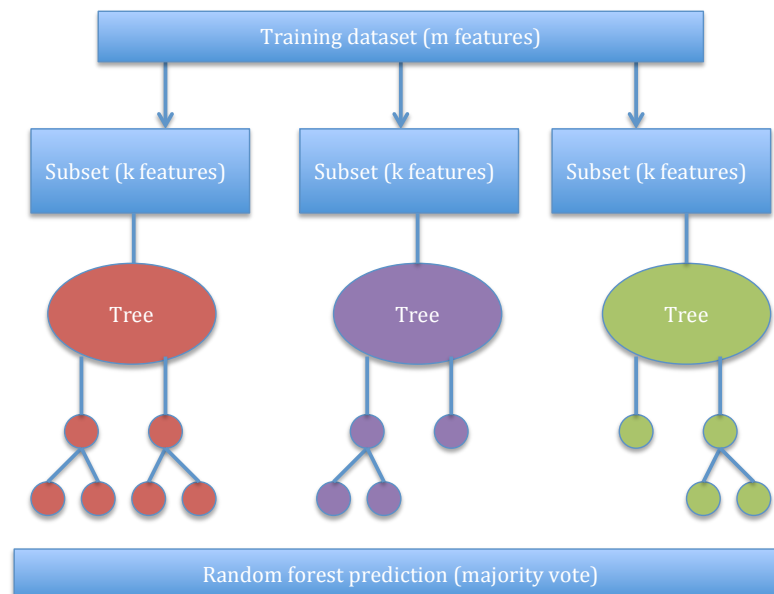 Training dataset (m features)
Subset (k features)
Subset (k features)
Subset (k features)
Tree
Tree
Tree
Random forest prediction (majority vote)